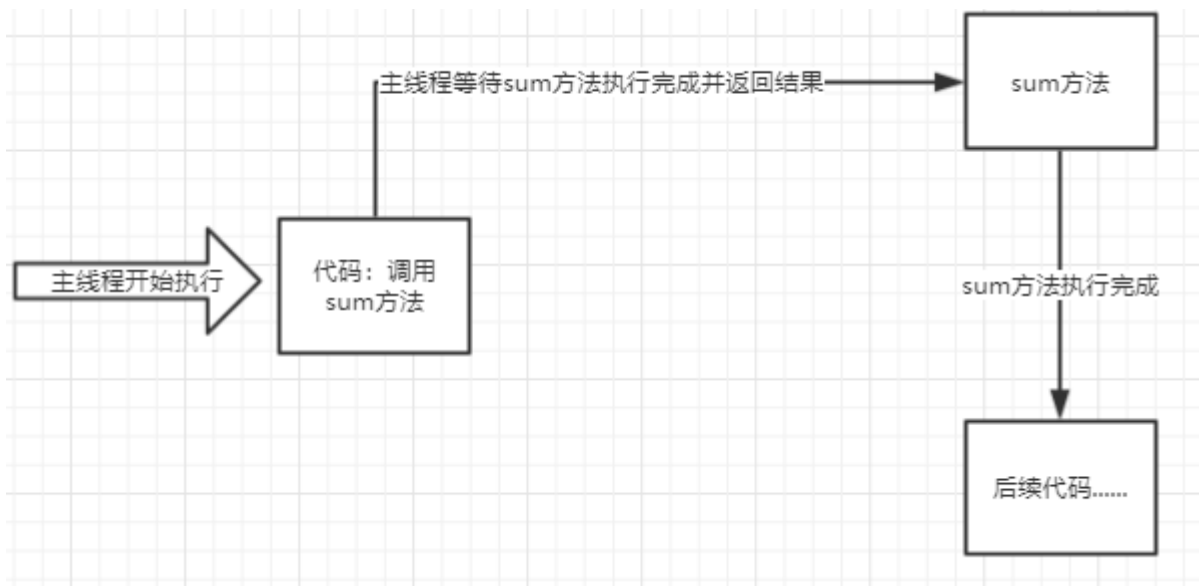 主线程等待sum方法执行完成并返回结果
sum方法
主线程开始执行
代码：调用
sum方法
sum方法执行完成
后续代码......